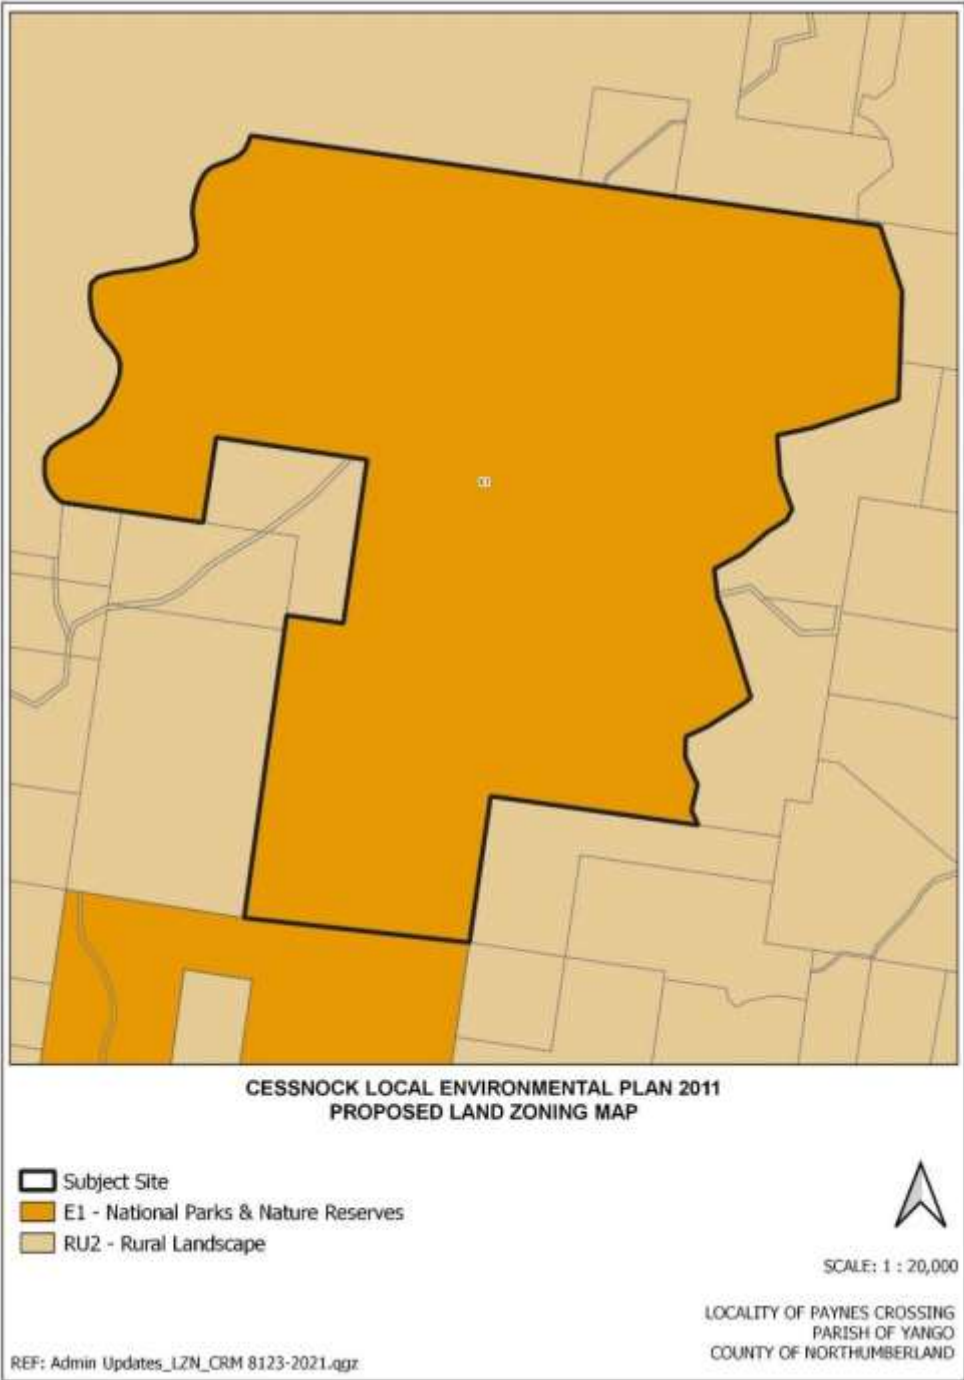 E1
CESSNOCK LOCAL ENVIRONMENTAL PLAN 2011
PROPOSED LAND ZONING MAP
Subject Site
E1 - National Parks & Nature Reserves
RU2 - Rural Landscape
SCALE: 1 : 20,000
LOCALITY OF PAYNES CROSSING
PARISH OF YANGO
COUNTY OF NORTHUMBERLAND
REF: Admin Updates_LZN_CRM 8123-2021.qgz